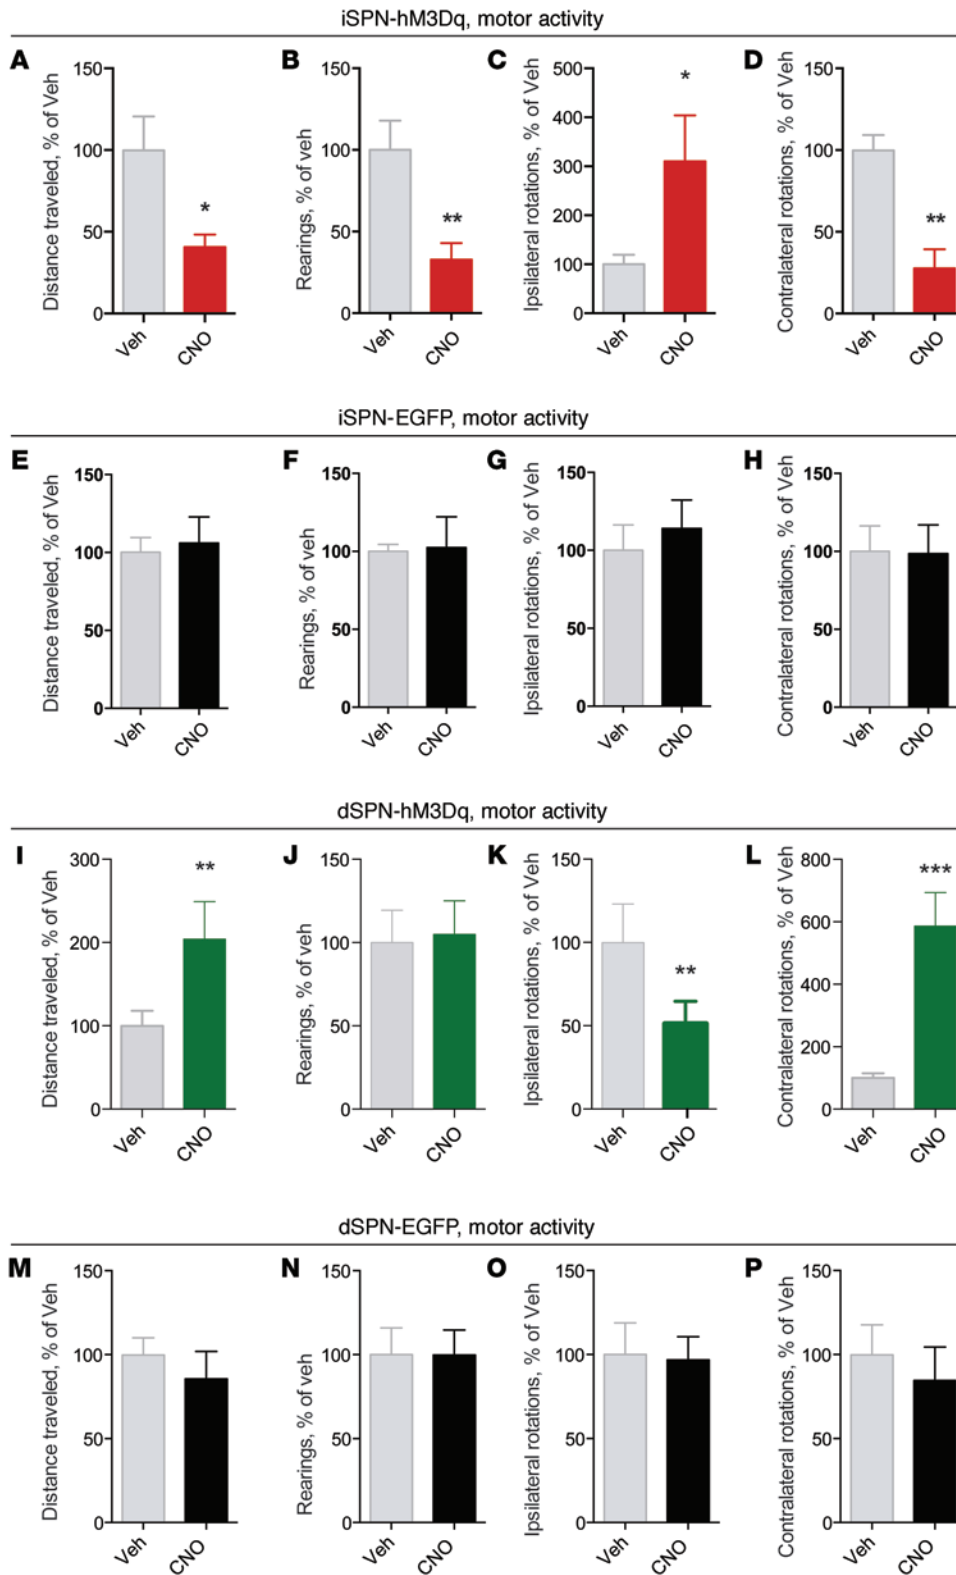 iSPN-hM3Dq, motor activity
A B C D
Distance traveled, % of Veh
150
100
50
0
*
Veh CNO
Rearings, % of veh
150
100
50
0
**
Veh CNO
Ipsilateral rotations, % of Veh
500
400
300
200
100
0
*
Veh CNO
Contralateral rotations, % of Veh
150
100
50
0
**
Veh CNO
iSPN-EGFP, motor activity
E F G H
Distance traveled, % of Veh
150
100
50
0
Veh CNO
Rearings, % of veh
150
100
50
0
Veh CNO
Ipsilateral rotations, % of Veh
150
100
50
0
Veh CNO
Contralateral rotations, % of Veh
150
100
50
0
Veh CNO
dSPN-hM3Dq, motor activity
I J K L
Distance traveled, % of Veh
300
200
100
0
**
Veh CNO
Rearings, % of veh
150
100
50
0
Veh CNO
Ipsilateral rotations, % of Veh
150
100
50
0
**
Veh CNO
Contralateral rotations, % of Veh
800
600
400
200
0
***
Veh CNO
dSPN-EGFP, motor activity
M N O P
Distance traveled, % of Veh
150
100
50
0
Veh CNO
Rearings, % of veh
150
100
50
0
Veh CNO
Ipsilateral rotations, % of Veh
150
100
50
0
Veh CNO
Contralateral rotations, % of Veh
150
100
50
0
Veh CNO